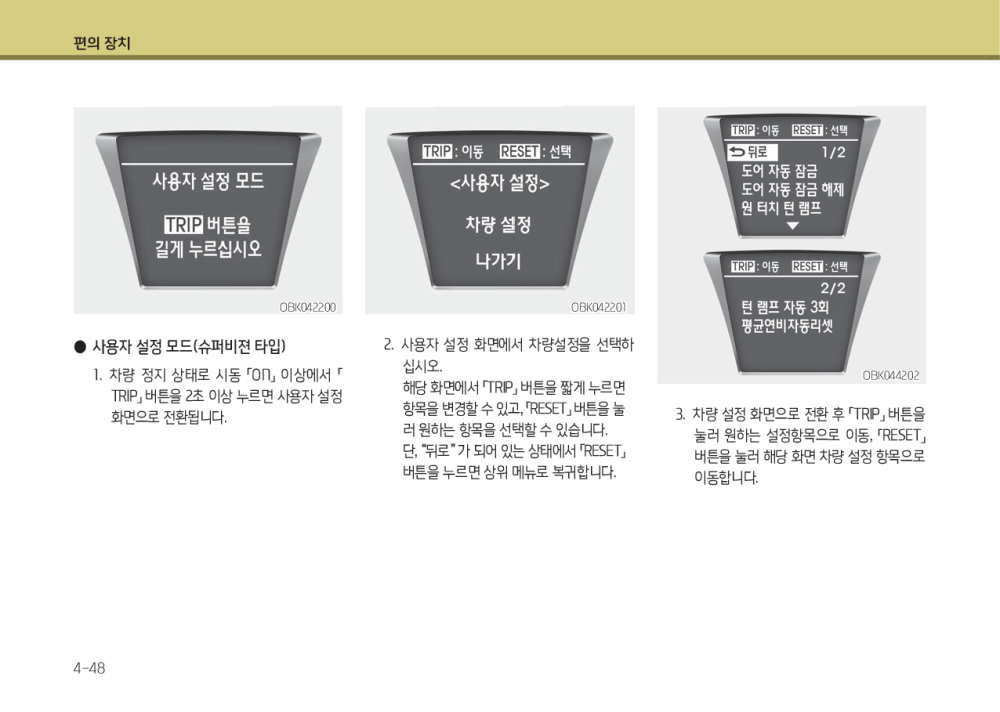 편의 장치
사용자 설정 모드
TRIP 버튼을
길게 누르십시오
OBK042200
● 사용자 설정 모드(슈퍼비젼 타입)
1. 차량 정지 상태로 시동 「ON」 이상에서 「
TRIP」 버튼을 2초 이상 누르면 사용자 설정
화면으로 전환됩니다.
TRIP : 이동 RESET : 선택
<사용자 설정>
차량 설정
나가기
OBK042201
2. 사용자 설정 화면에서 차량설정을 선택하
십시오.
해당 화면에서 「TRIP」 버튼을 짧게 누르면
항목을 변경할 수 있고, 「RESET」 버튼을 눌
러 원하는 항목을 선택할 수 있습니다.
단, “뒤로” 가 되어 있는 상태에서 「RESET」
버튼을 누르면 상위 메뉴로 복귀합니다.
TRIP : 이동 RESET : 선택
뒤로 1/2
도어 자동 잠금
도어 자동 잠금 해제
원 터치 턴 램프
▼
TRIP : 이동 RESET : 선택
2/2
턴 램프 자동 3회
평균연비자동리셋
OBK044202
3. 차량 설정 화면으로 전환 후 「TRIP」 버튼을
눌러 원하는 설정항목으로 이동, 「RESET」
버튼을 눌러 해당 화면 차량 설정 항목으로
이동합니다.
4-48